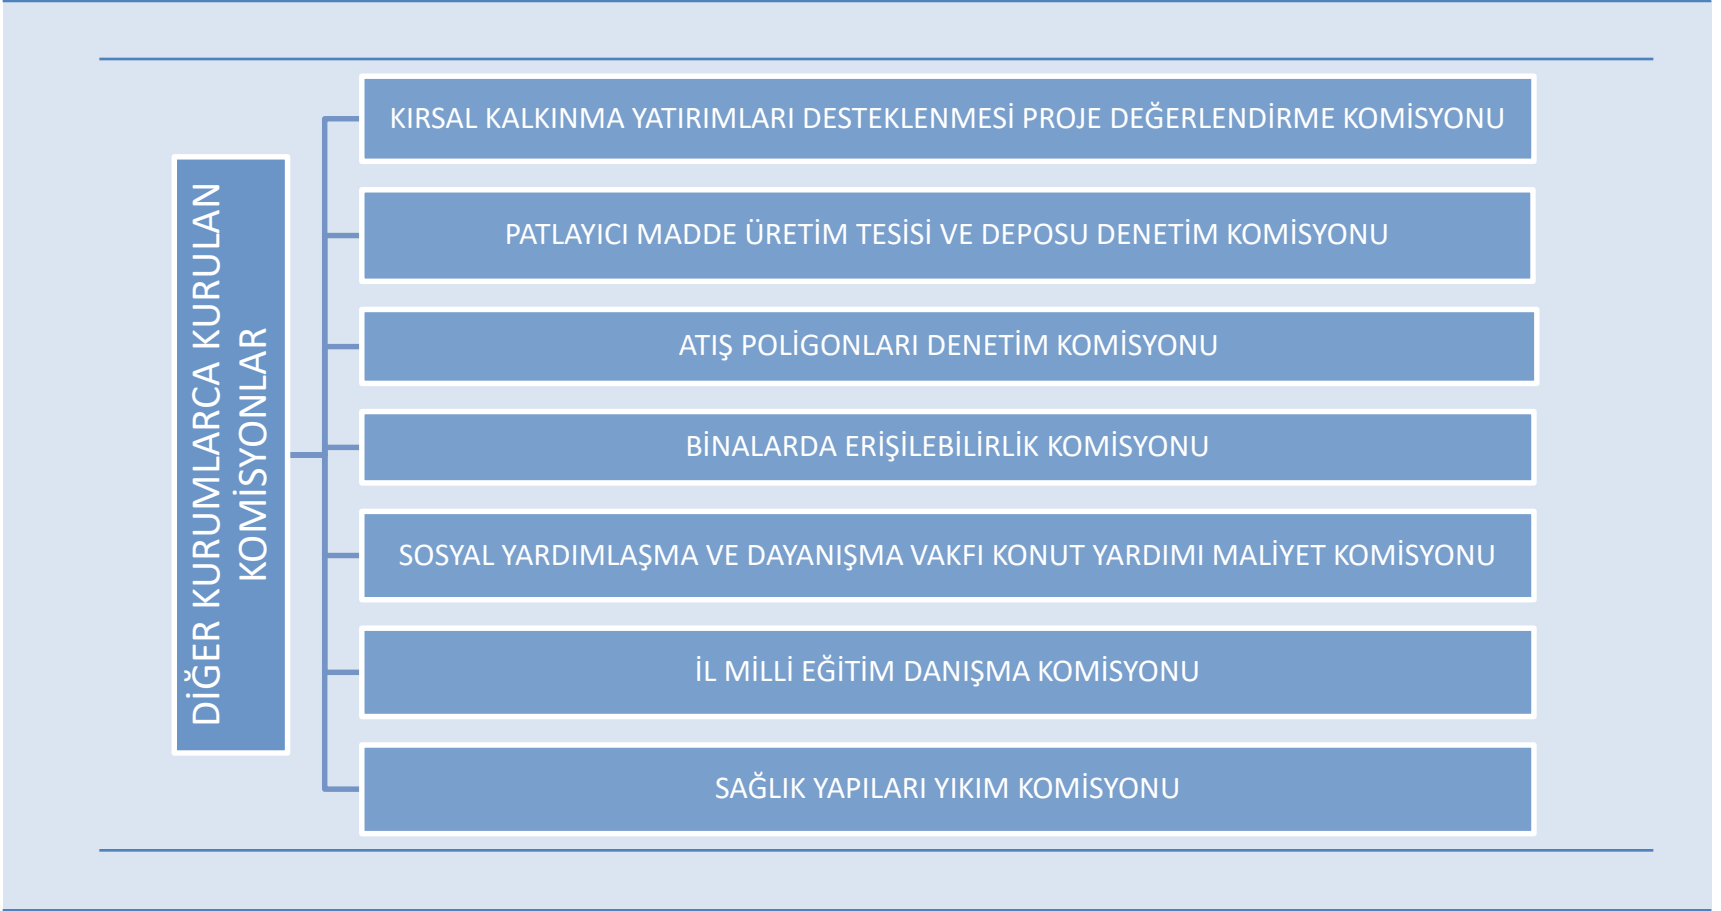 DİĞER KURUMLARCA KURULAN
KOMİSYONLAR
KIRSAL KALKINMA YATIRIMLARI DESTEKLENMESİ PROJE DEĞERLENDİRME KOMİSYONU
PATLAYICI MADDE ÜRETİM TESİSİ VE DEPOSU DENETİM KOMİSYONU
ATIŞ POLİGONLARI DENETİM KOMİSYONU
BİNALARDA ERİŞİLEBİLİRLİK KOMİSYONU
SOSYAL YARDIMLAŞMA VE DAYANIŞMA VAKFI KONUT YARDIMI MALİYET KOMİSYONU
İL MİLLİ EĞİTİM DANIŞMA KOMİSYONU
SAĞLIK YAPILARI YIKIM KOMİSYONU